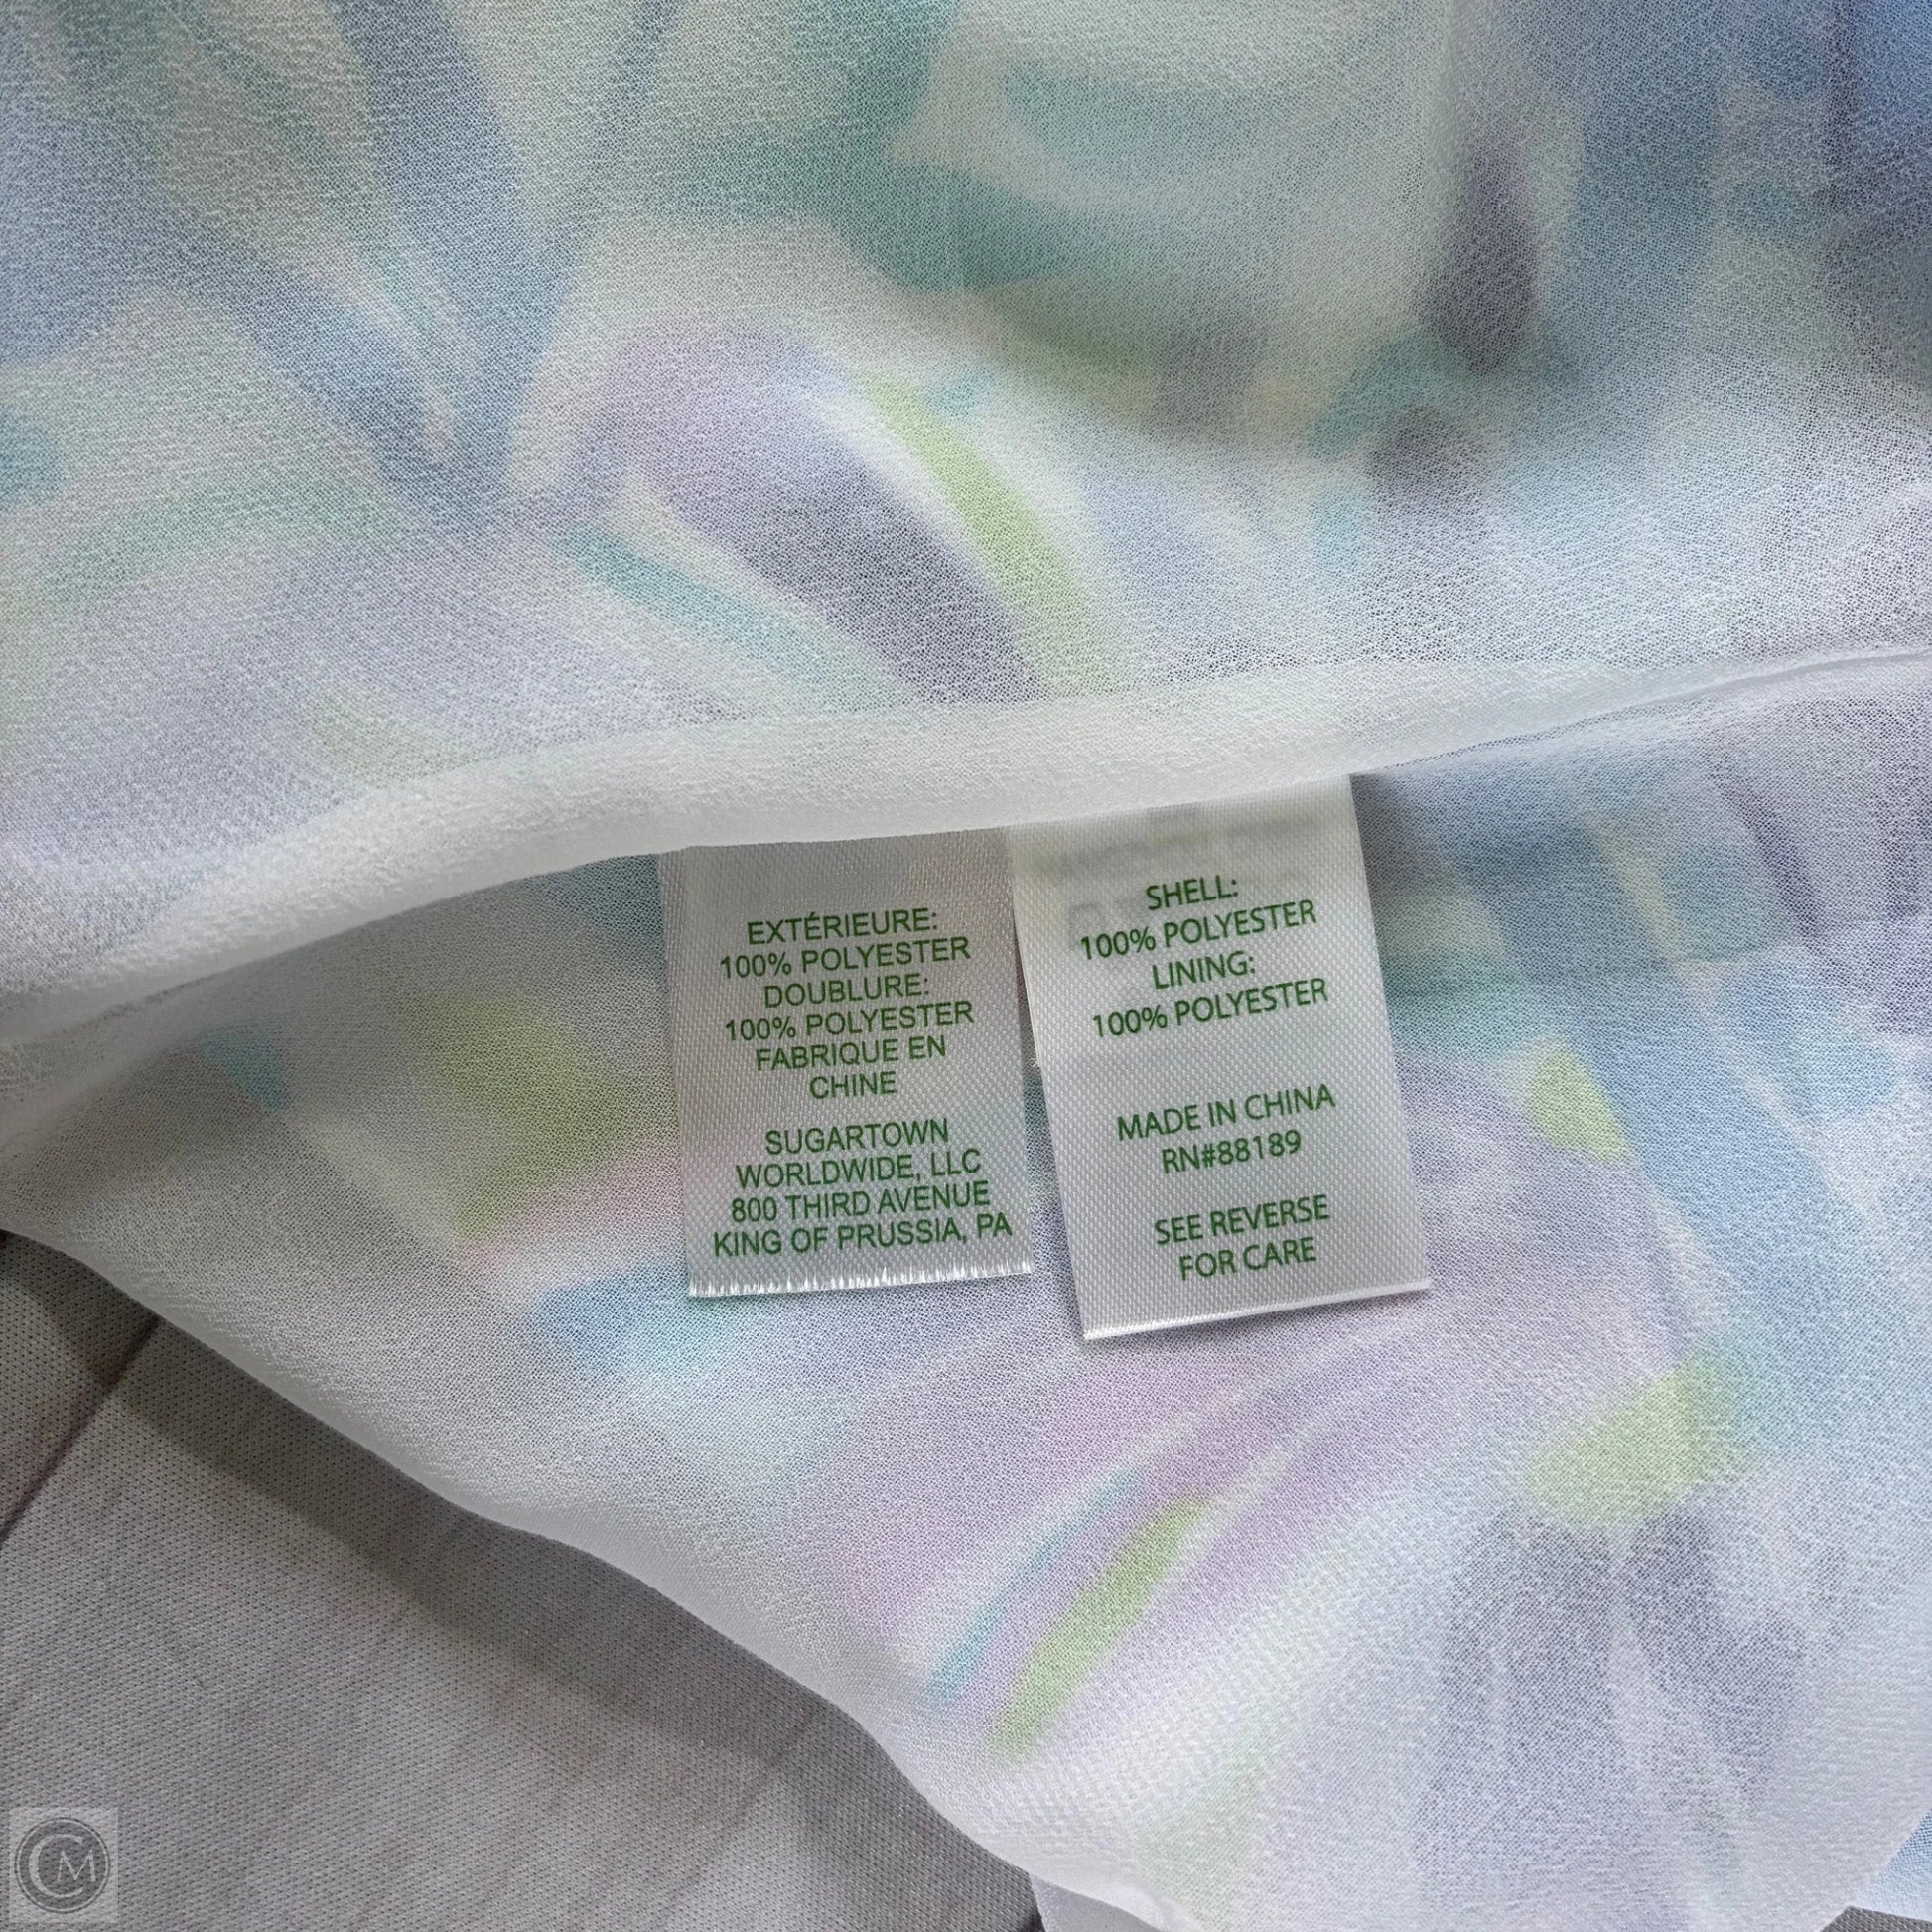 EXTÉRIEURE:
100% POLYESTER
DOUBLURE:
100% POLYESTER
FABRIQUE EN
CHINE
SUGARTOWN
WORLDWIDE, LLC
800 THIRD AVENUE
KING OF PRUSSIA, PA
SHELL:
100% POLYESTER
LINING:
100% POLYESTER
MADE IN CHINA
RN#88189
SEE REVERSE
FOR CARE
CM